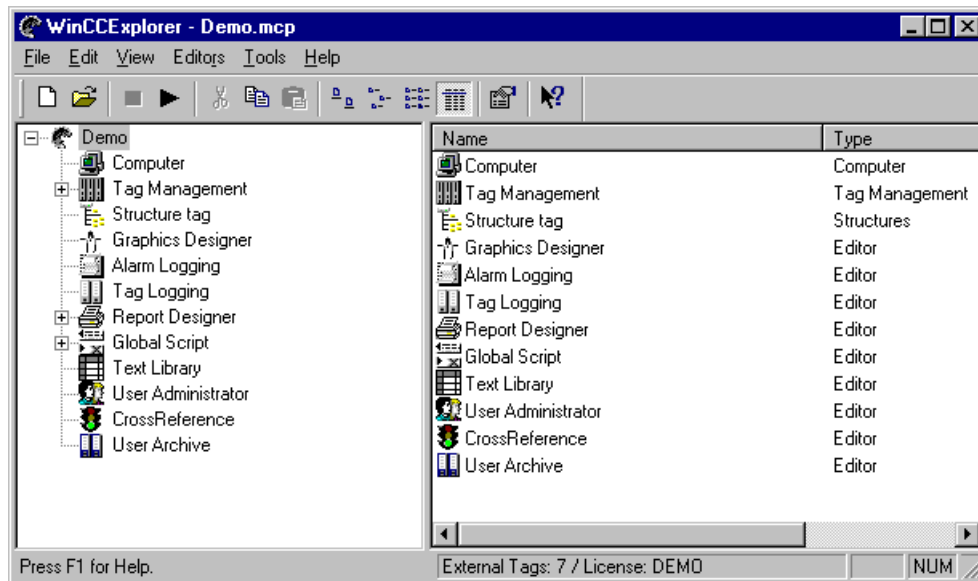 WinCCExplorer - Demo.mcp
File Edit View Editors Tools Help
Demo
Computer
Tag Management
Structure tag
Graphics Designer
Alarm Logging
Tag Logging
Report Designer
Global Script
Text Library
User Administrator
CrossReference
User Archive
Name Type
Computer Computer
Tag Management Tag Management
Structure tag Structures
Graphics Designer Editor
Alarm Logging Editor
Tag Logging Editor
Report Designer Editor
Global Script Editor
Text Library Editor
User Administrator Editor
CrossReference Editor
User Archive Editor
Press F1 for Help. External Tags: 7 / License: DEMO NUM